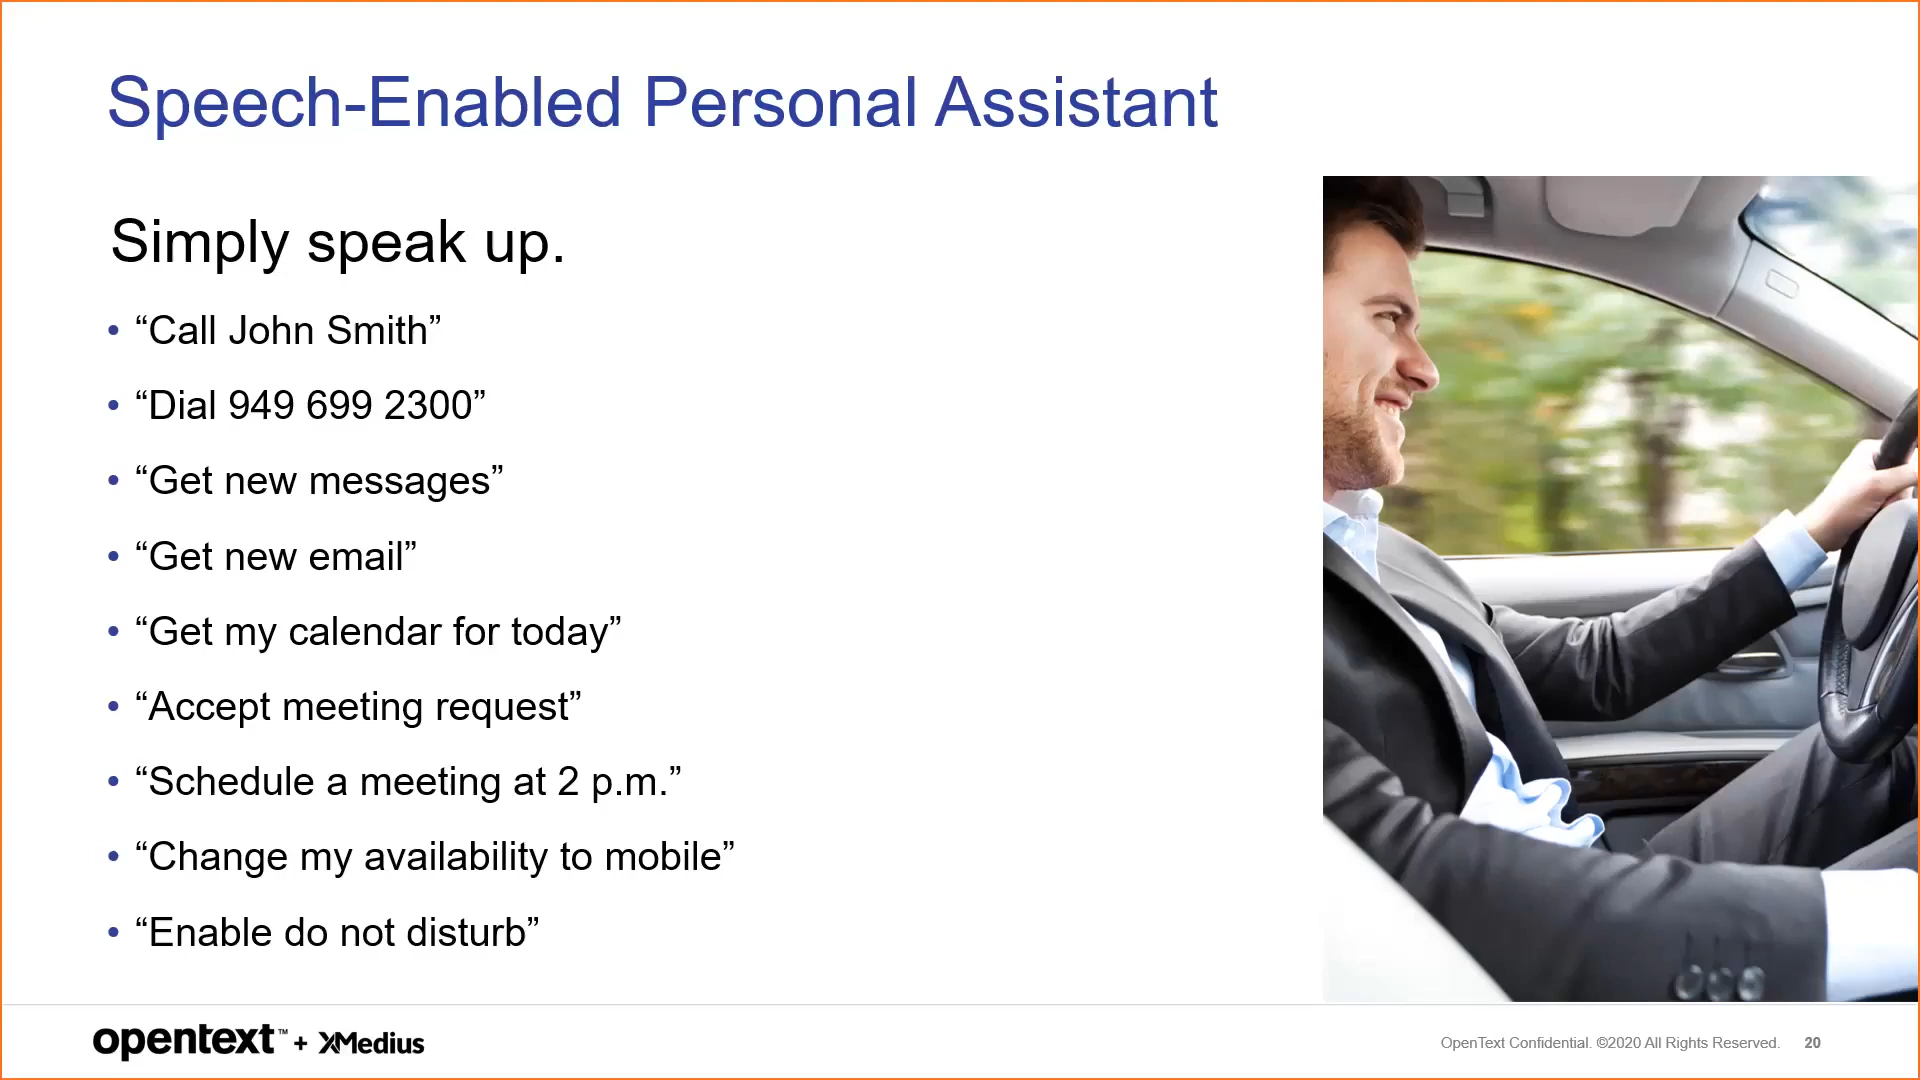 Speech-Enabled Personal Assistant
Simply speak up.
• “Call John Smith”
• “Dial 949 699 2300”
• “Get new messages”
• “Get new email”
• “Get my calendar for today”
• “Accept meeting request”
• “Schedule a meeting at 2 p.m.”
• “Change my availability to mobile”
• “Enable do not disturb”
opentext™ + XMedius
OpenText Confidential. ©2020 All Rights Reserved. 20